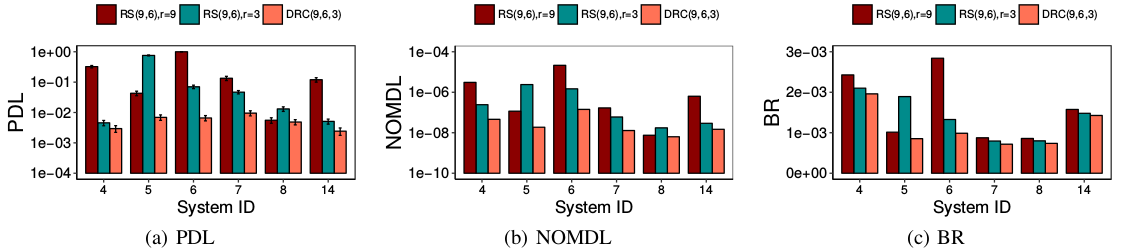 RS(9,6),r=9 RS(9,6),r=3 DRC(9,6,3)
1e+00
1e-01
1e-02
1e-03
1e-04
PDL
4 5 6 7 8 14
System ID
(a) PDL
RS(9,6),r=9 RS(9,6),r=3 DRC(9,6,3)
1e-04
1e-06
1e-08
1e-10
NOMDL
4 5 6 7 8 14
System ID
(b) NOMDL
RS(9,6),r=9 RS(9,6),r=3 DRC(9,6,3)
3e-03
2e-03
1e-03
0e+00
BR
4 5 6 7 8 14
System ID
(c) BR